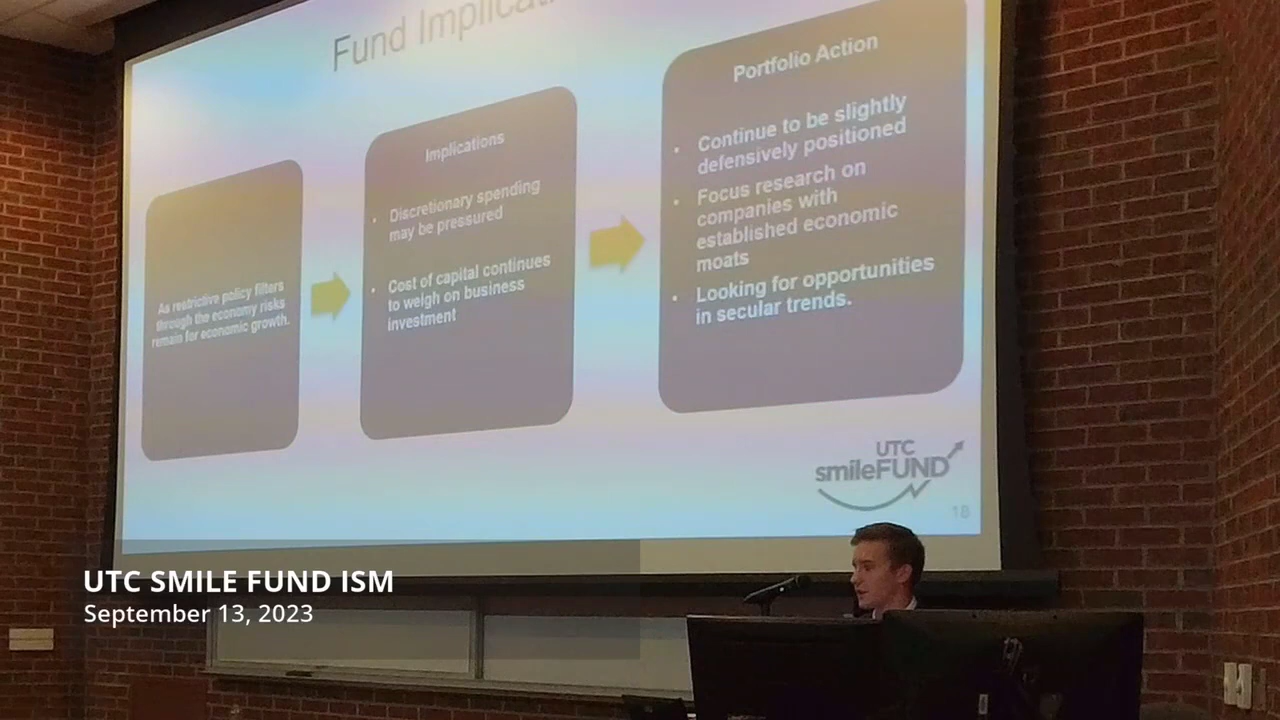 Fund Implicati
As restrictive policy filters
through the economy risks
remain for economic growth.
Implications
• Discretionary spending
may be pressured
• Cost of capital continues
to weigh on business
investment
Portfolio Action
• Continue to be slightly
defensively positioned
• Focus research on
companies with
established economic
moats
• Looking for opportunities
in secular trends.
UTC
smileFUND
18
UTC SMILE FUND ISM
September 13, 2023